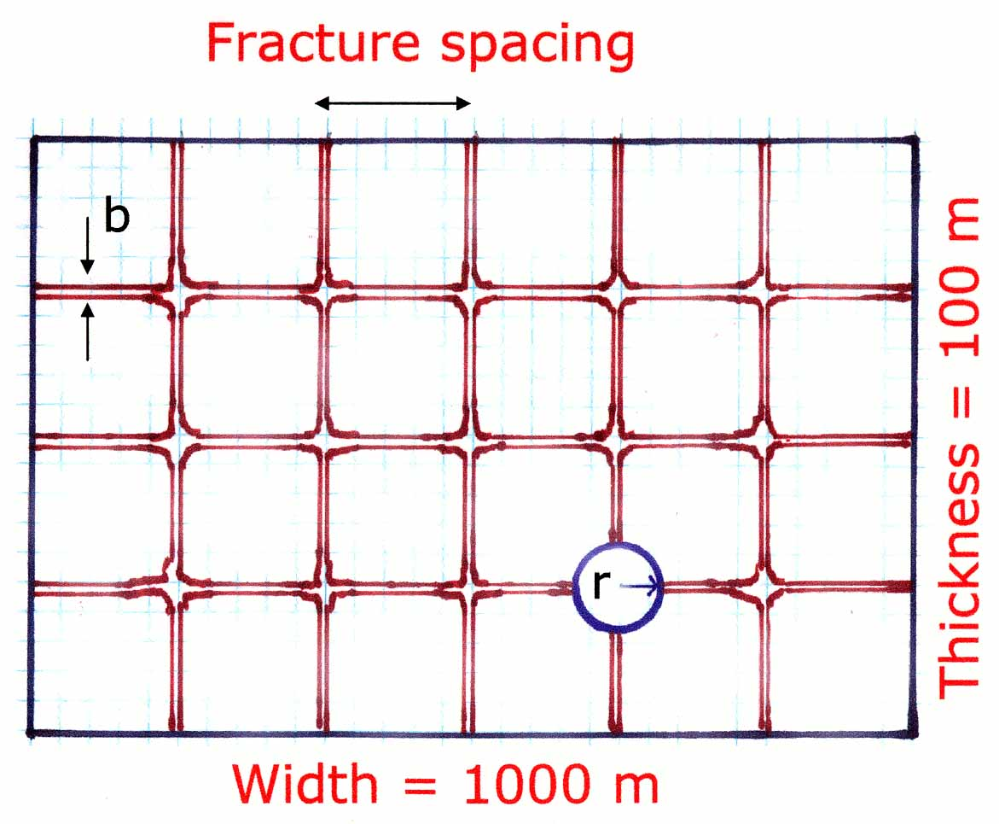 Fracture spacing
b
r
Thickness = 100 m
Width = 1000 m